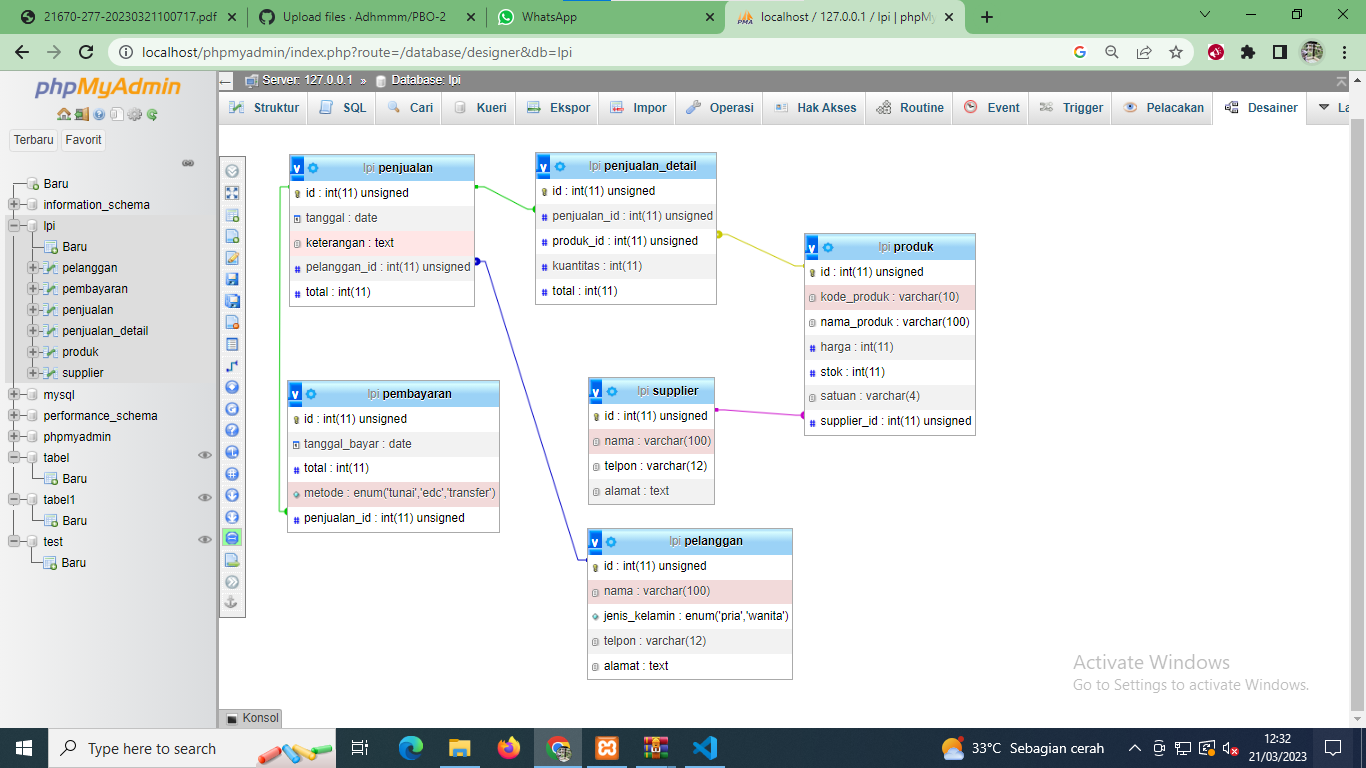 21670-277-20230321100717.pdf
Upload files · Adhmmm/PBO-2
WhatsApp
localhost / 127.0.0.1 / lpi | phpMy
localhost/phpmyadmin/index.php?route=/database/designer&db=lpi
phpMyAdmin
Terbaru Favorit
Baru
information_schema
lpi
Baru
pelanggan
pembayaran
penjualan
penjualan_detail
produk
supplier
mysql
performance_schema
phpmyadmin
tabel
Baru
tabel1
Baru
test
Baru
Server: 127.0.0.1 » Database: lpi
Struktur SQL Cari Kueri Ekspor Impor Operasi Hak Akses Routine Event Trigger Pelacakan Desainer La
v lpi penjualan
id : int(11) unsigned
tanggal : date
keterangan : text
pelanggan_id : int(11) unsigned
total : int(11)
v lpi penjualan_detail
id : int(11) unsigned
penjualan_id : int(11) unsigned
produk_id : int(11) unsigned
kuantitas : int(11)
total : int(11)
v lpi produk
id : int(11) unsigned
kode_produk : varchar(10)
nama_produk : varchar(100)
harga : int(11)
stok : int(11)
satuan : varchar(4)
supplier_id : int(11) unsigned
v lpi pembayaran
id : int(11) unsigned
tanggal_bayar : date
total : int(11)
metode : enum('tunai','edc','transfer')
penjualan_id : int(11) unsigned
v lpi supplier
id : int(11) unsigned
nama : varchar(100)
telpon : varchar(12)
alamat : text
v lpi pelanggan
id : int(11) unsigned
nama : varchar(100)
jenis_kelamin : enum('pria','wanita')
telpon : varchar(12)
alamat : text
Activate Windows
Go to Settings to activate Windows.
Konsol
Type here to search
33°C Sebagian cerah
12:32
21/03/2023